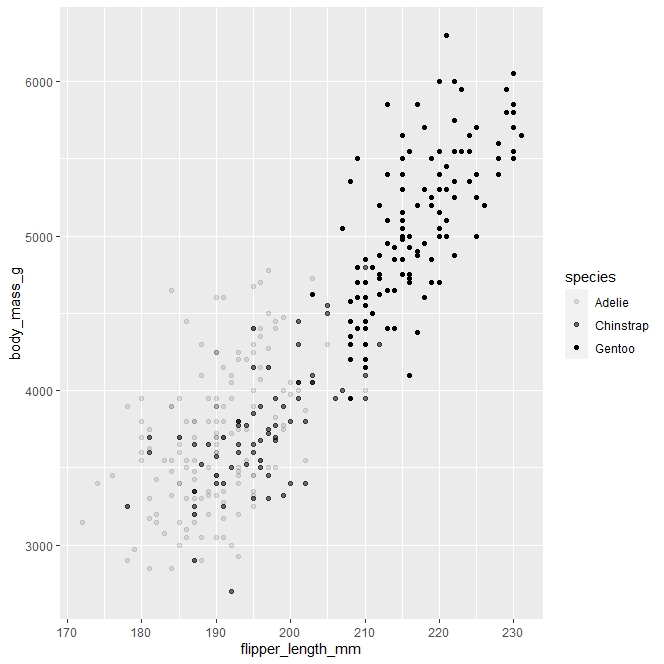 6000
5000
4000
3000
body_mass_g
170 180 190 200 210 220 230
flipper_length_mm
species
Adelie
Chinstrap
Gentoo